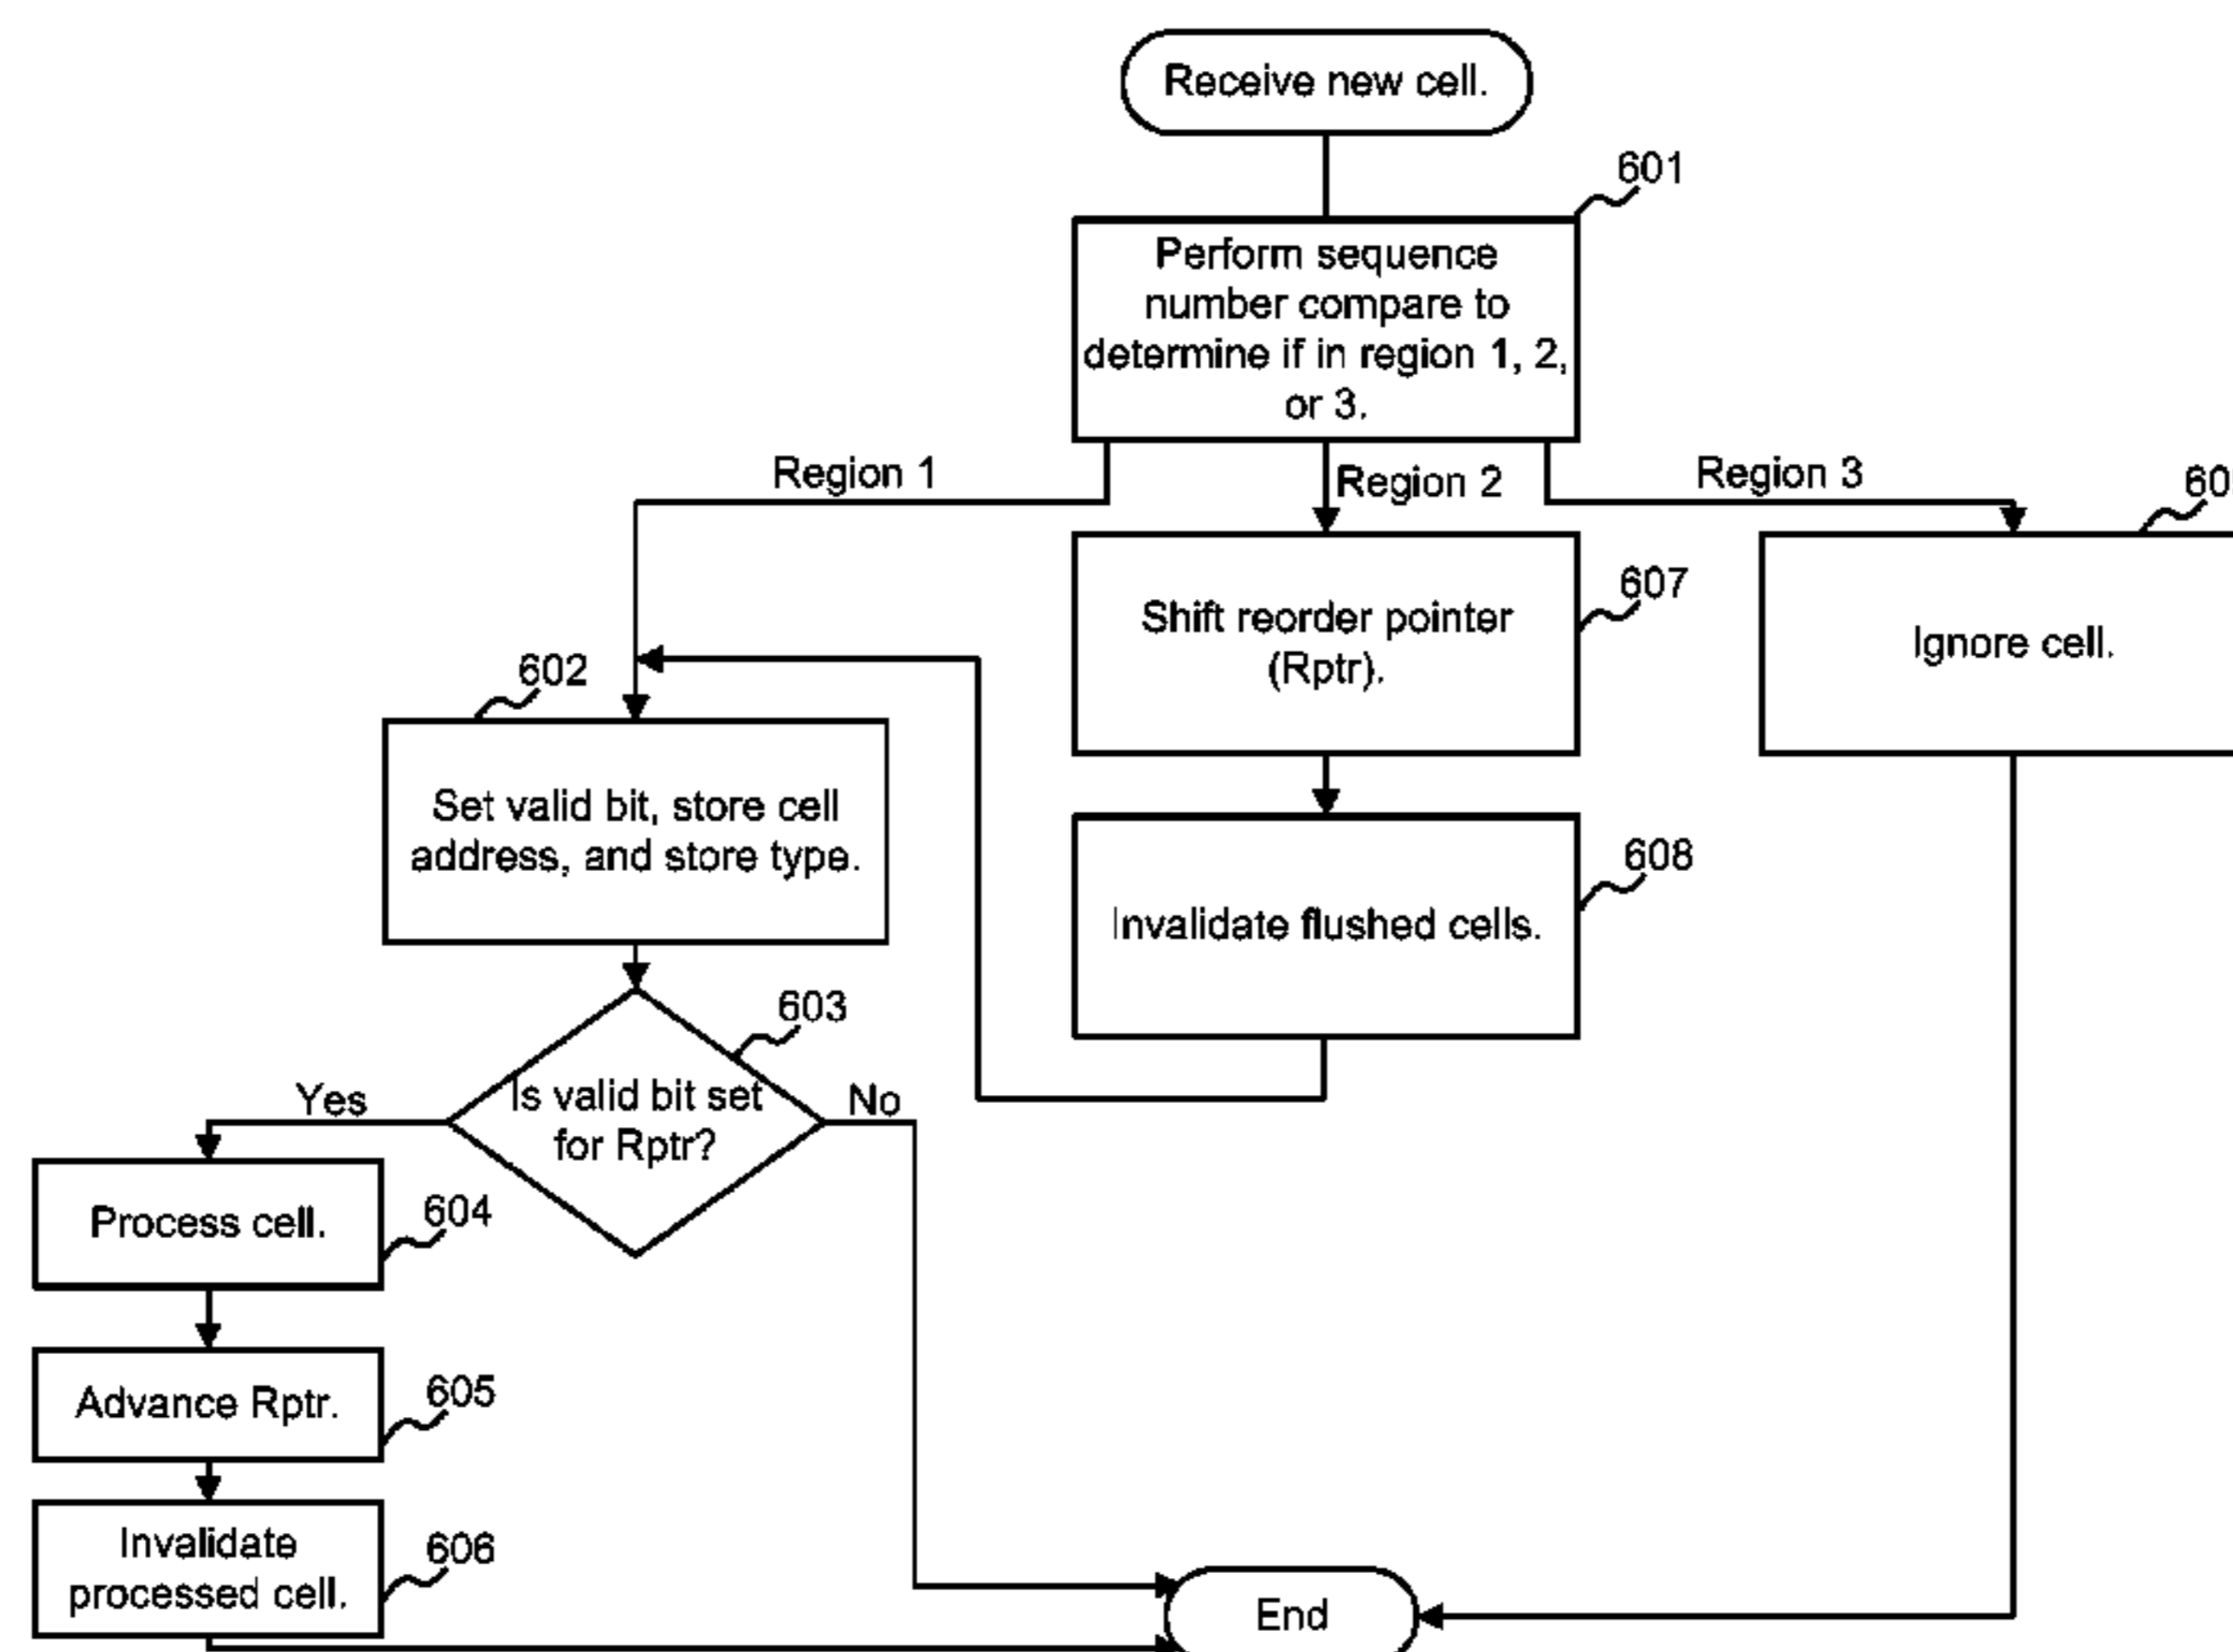 Receive new cell.
601
Perform sequence
number compare to
determine if in region 1, 2,
or 3.
Region 1
Region 2
Region 3
607
Shift reorder pointer
(Rptr).
Ignore cell.
602
Set valid bit, store cell
address, and store type.
608
Invalidate flushed cells.
603
Is valid bit set
for Rptr?
Yes
No
Process cell.
604
Advance Rptr.
605
Invalidate
processed cell.
606
End